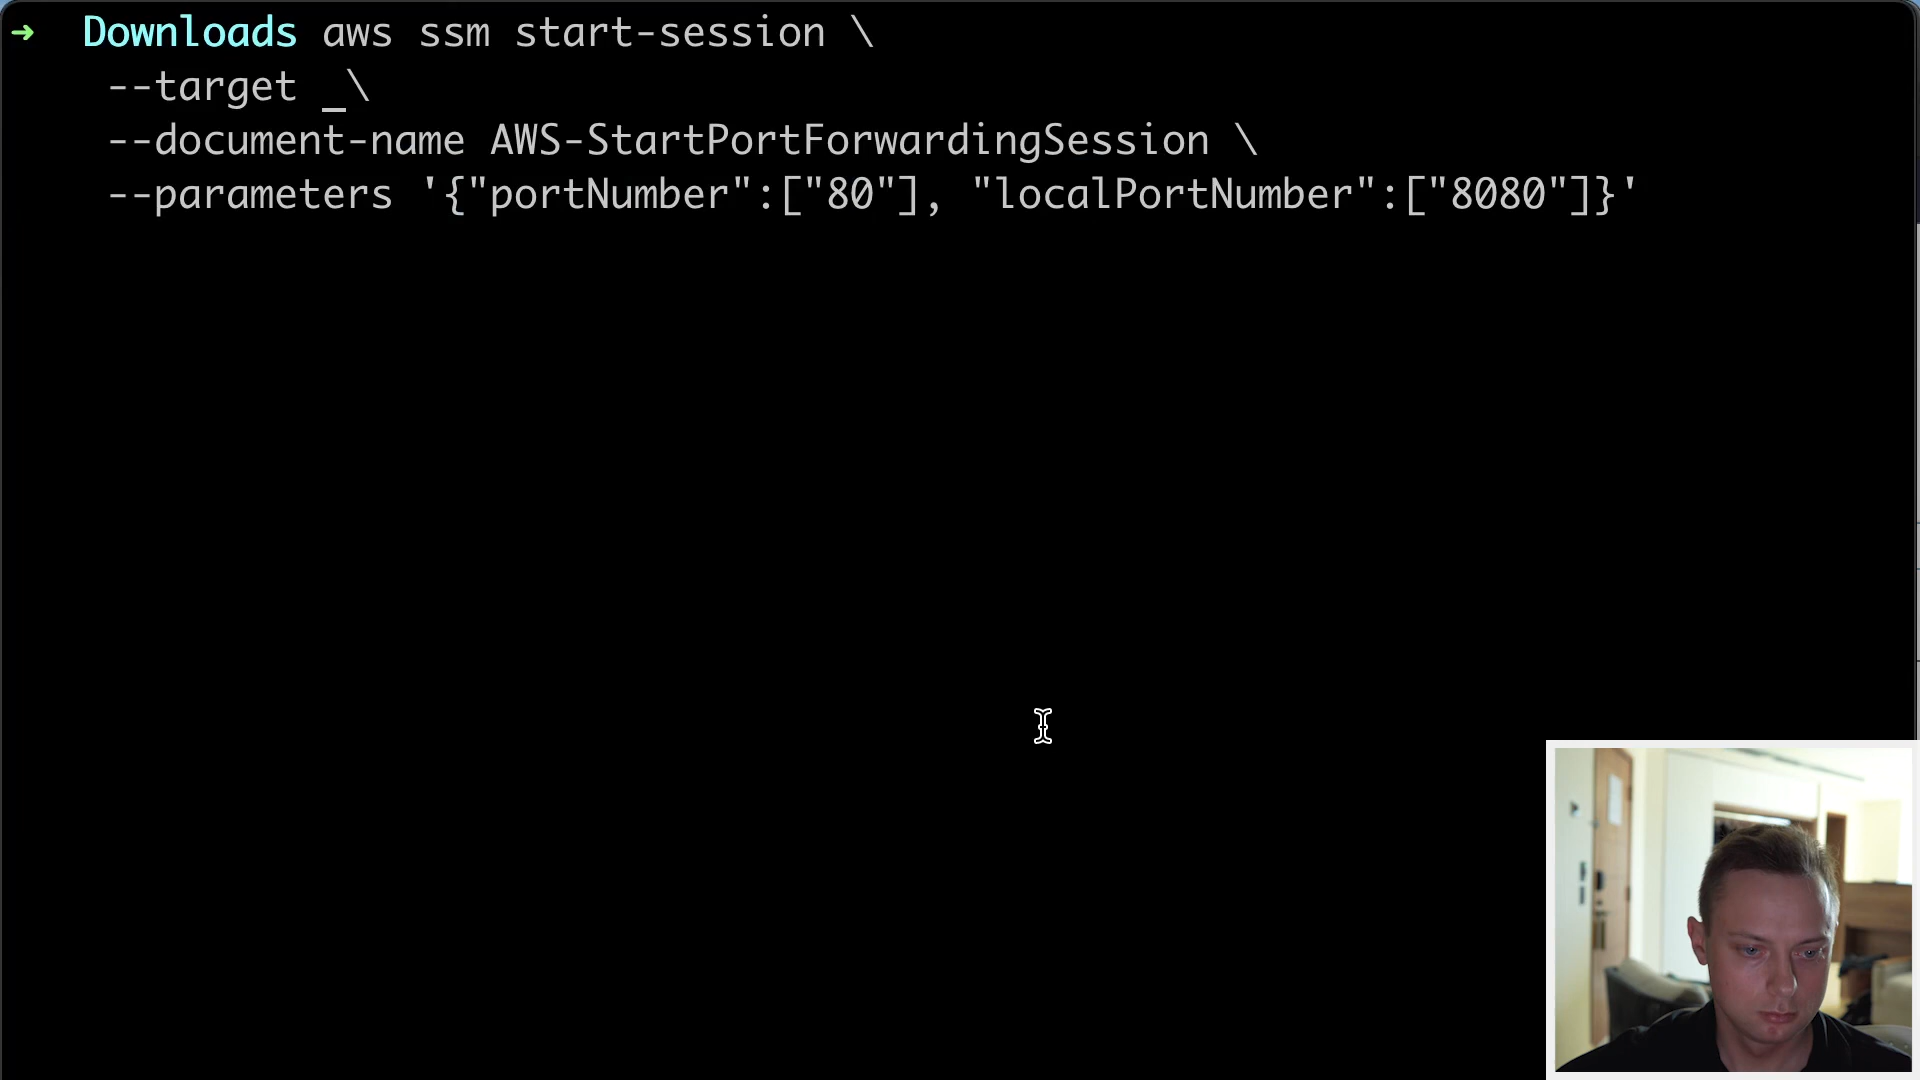 ➜ Downloads aws ssm start-session \
--target _\
--document-name AWS-StartPortForwardingSession \
--parameters '{"portNumber":["80"], "localPortNumber":["8080"]}'